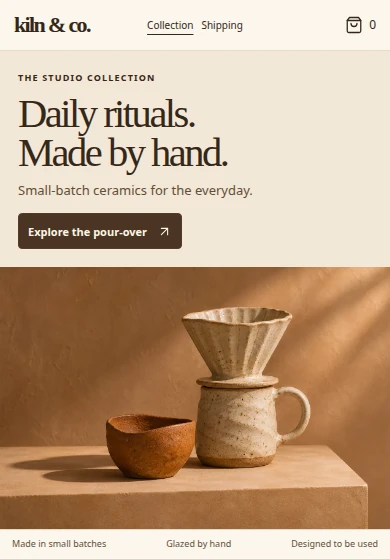 kiln & co.
Collection Shipping
0
THE STUDIO COLLECTION
Daily rituals.
Made by hand.
Small-batch ceramics for the everyday.
Explore the pour-over
Made in small batches Glazed by hand Designed to be used